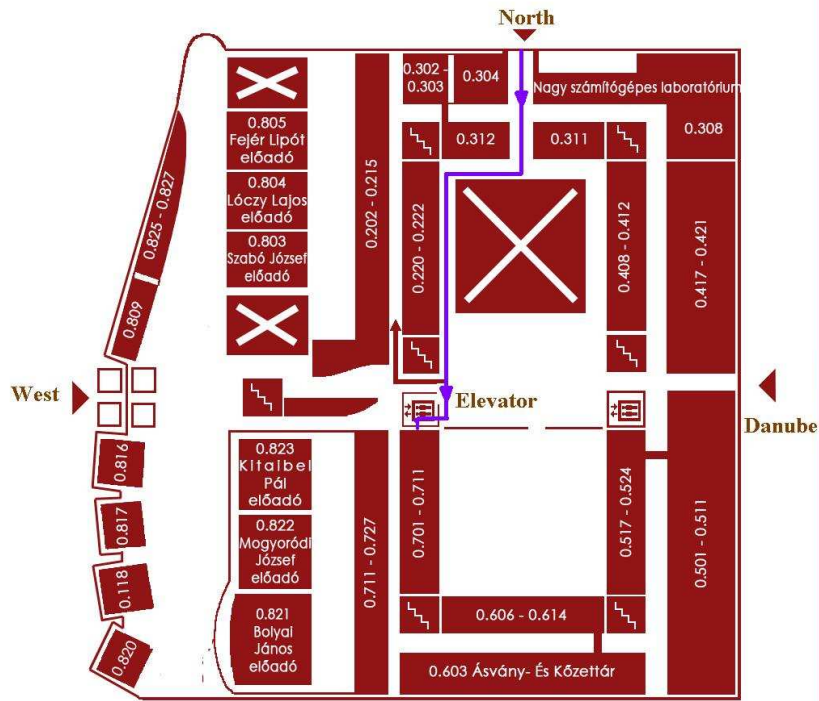 North
0.302 -
0.303
0.304
Nagy számítógépes laboratórium
0.308
0.312
0.311
0.805
Fejér Lipót
előadó
0.804
Lóczy Lajos
előadó
0.803
Szabó József
előadó
0.825 - 0.827
0.809
0.202 - 0.215
0.220 - 0.222
0.408 - 0.412
0.417 - 0.421
West
Elevator
Danube
0.816
0.817
0.118
0.820
0.823
Kitaibel
Pál
előadó
0.822
Mogyoródi
József
előadó
0.821
Bolyai
János
előadó
0.711 - 0.727
0.701 - 0.711
0.517 - 0.524
0.501 - 0.511
0.606 - 0.614
0.603 Ásvány- És Kőzettár